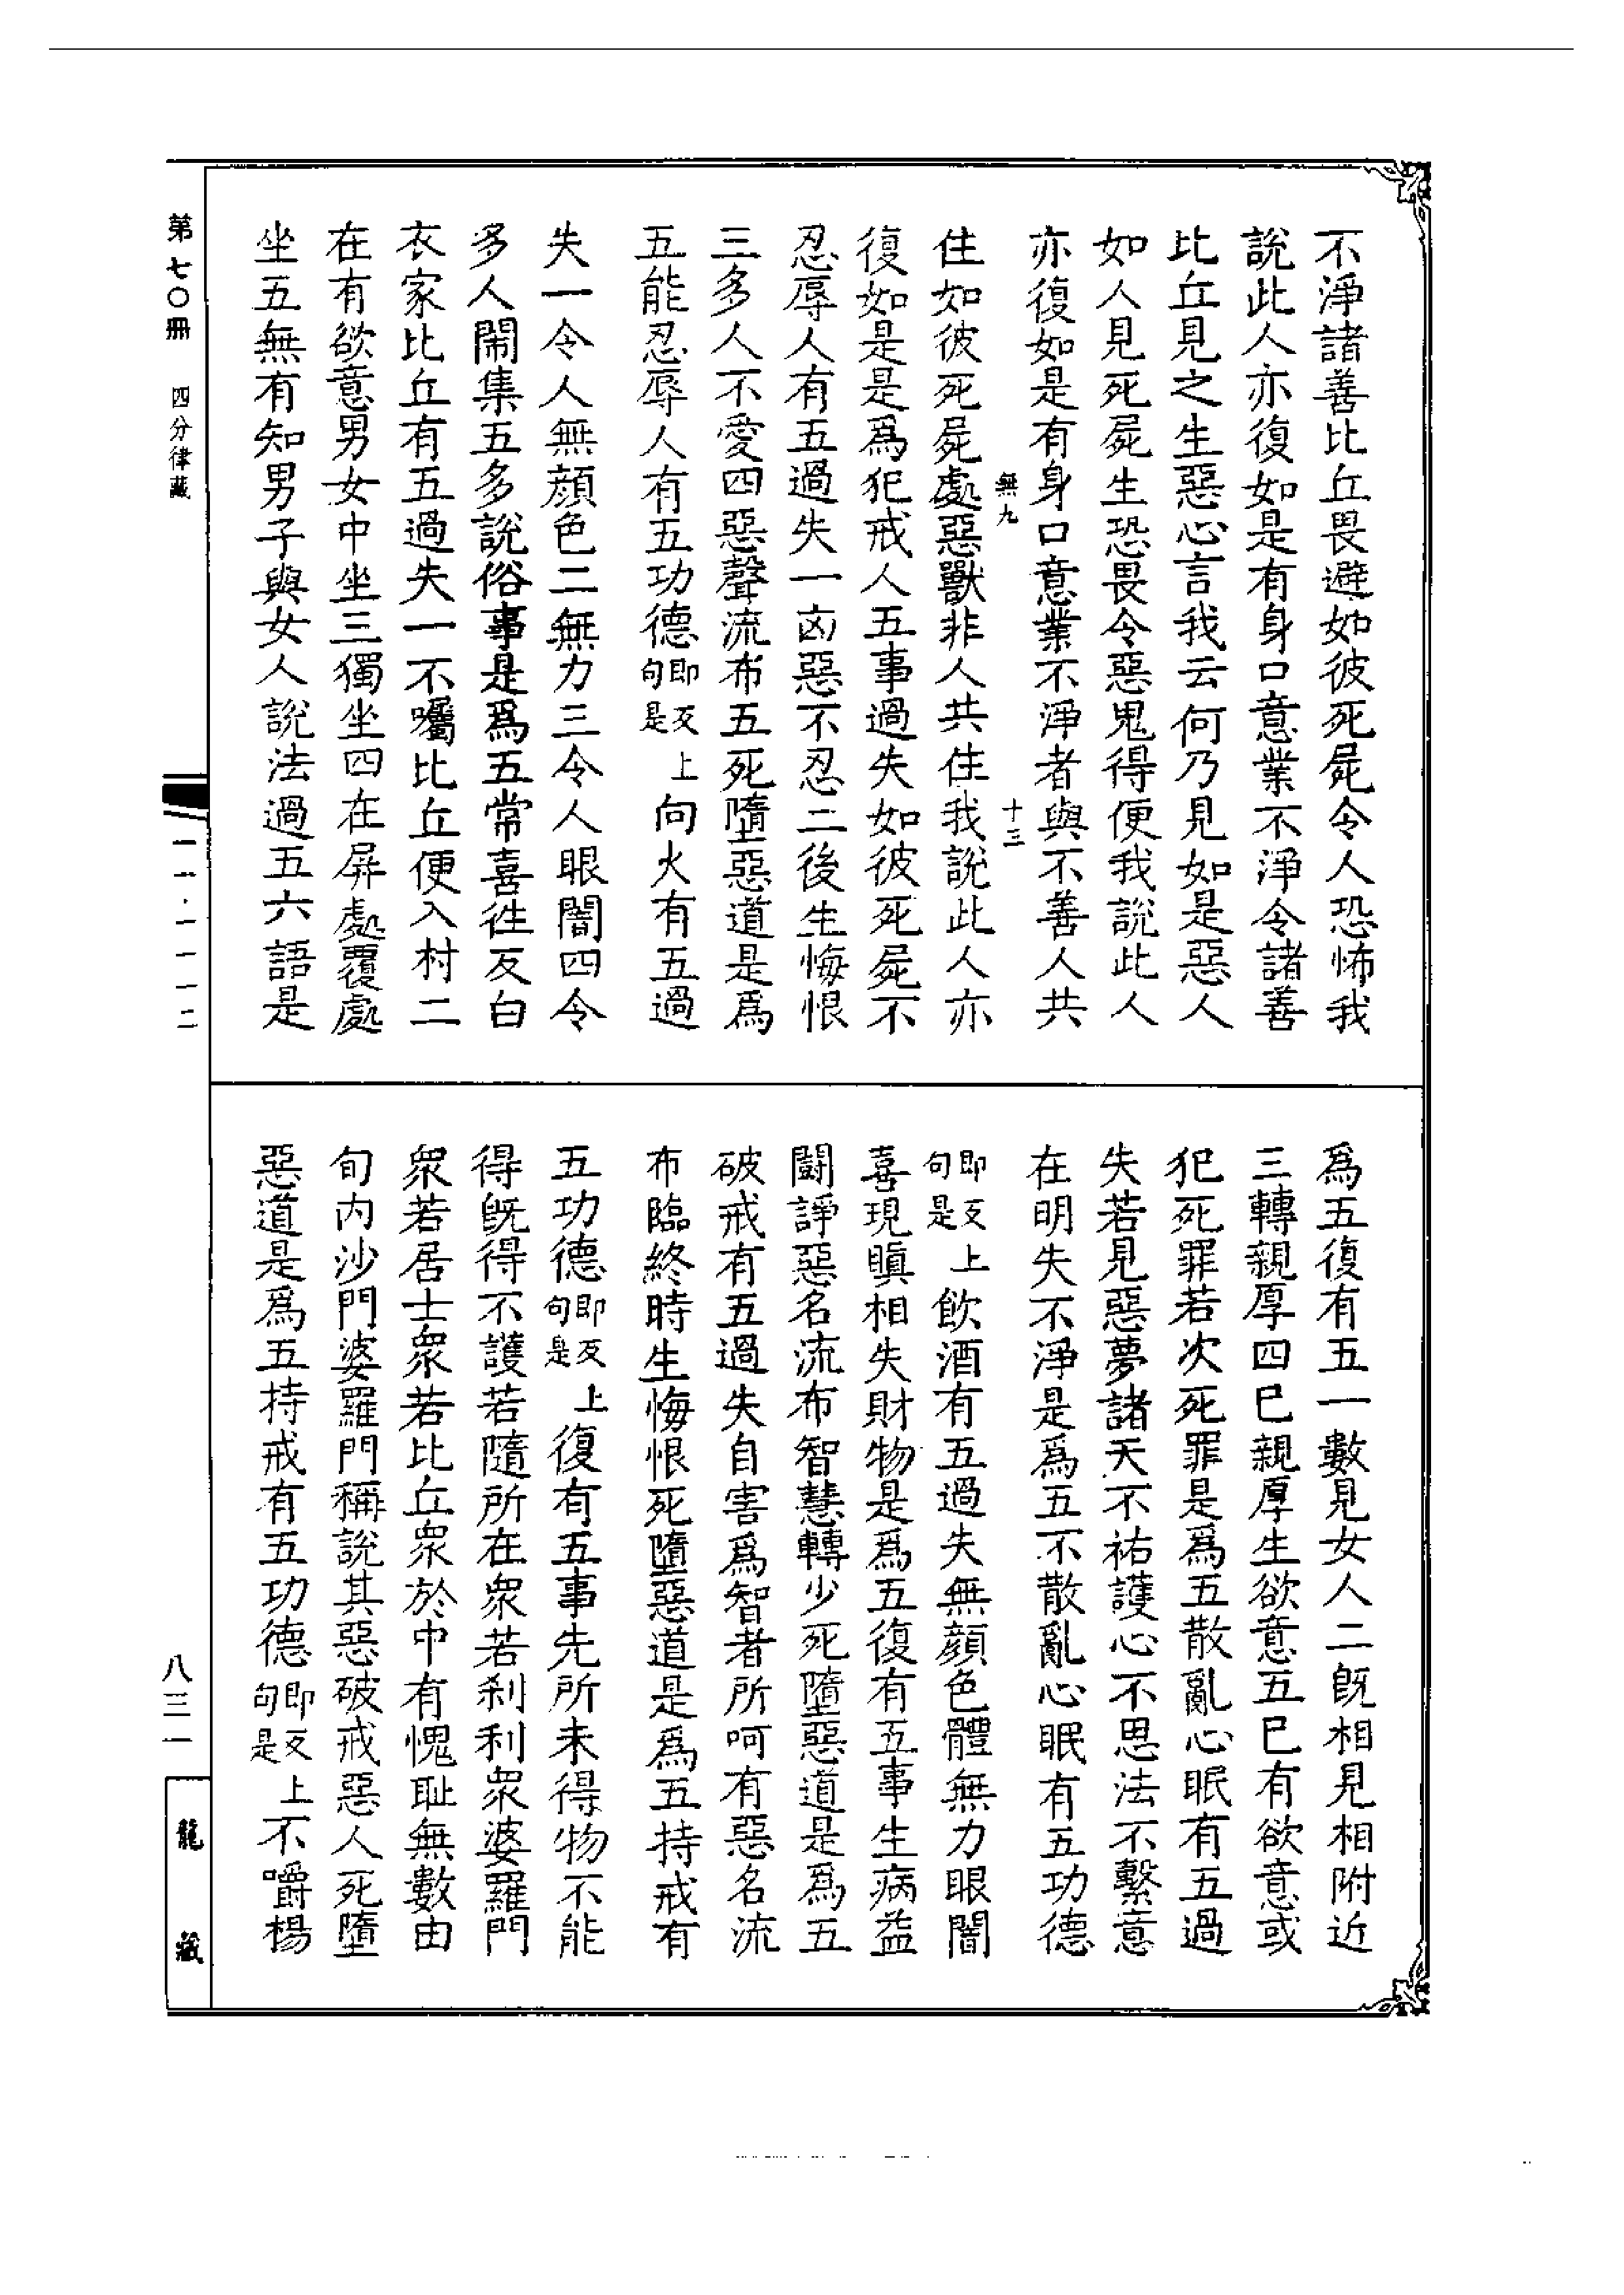 不淨諸善比丘畏避如彼死屍令人恐怖我
說此人亦復如是有身口意業不淨令諸善
比丘見之生惡心言我云何乃見如是惡人
如人見死屍生恐畏令惡鬼得便我說此人
亦復如是有身口意業不淨者與不善人共
無九 十三
住如彼死屍處惡獸非人共住我說此人亦
復如是是爲犯戒人五事過失如彼死屍不
忍辱人有五過失一㐫惡不忍二後生悔恨
三多人不愛四惡聲流布五死墮惡道是爲
五能忍辱人有五功德即反上句是向火有五過
失一令人無顔色二無力三令人眼闇四令
多人鬧集五多說俗事是爲五常喜徃反白
衣家比丘有五過失一不囑比丘便入村二
在有欲意男女中坐三獨坐四在屏處覆處
坐五無有知男子與女人說法過五六語是
爲五復有五一數見女人二旣相見相附近
三轉親厚四巳親厚生欲意五巳有欲意或
犯死罪若次死罪是爲五散亂心眠有五過
失若見惡夢諸天不祐護心不思法不繫意
在明失不淨是爲五不散亂心眠有五功德
即反上句是飲酒有五過失無顔色體無力眼闇
喜現瞋相失財物是爲五復有五事生病益
鬪諍惡名流布智慧轉少死墮惡道是爲五
破戒有五過失自害爲智者所呵有惡名流
布臨終時生悔恨死墮惡道是爲五持戒有
五功德即反上句是復有五事先所未得物不能
得旣得不護若隨所在衆若刹利衆婆羅門
衆若居士衆若比丘衆於中有愧耻無數由
旬内沙門婆羅門稱說其惡破戒惡人死墮
惡道是爲五持戒有五功德即反上句是不嚼楊
第七〇冊 四分律藏
一一·一一二
八三一
龍藏